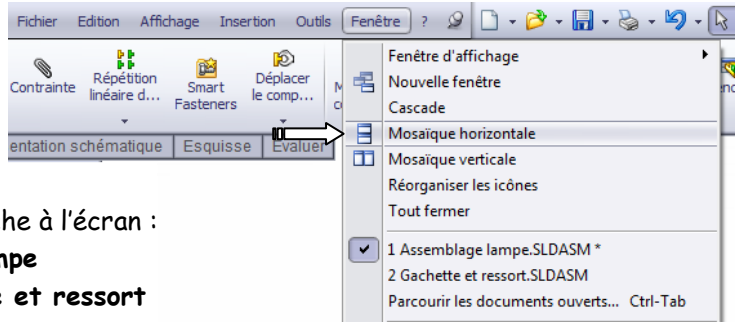 Fichier Edition Affichage Insertion Outils Fenêtre ?
Contrainte
Répétition
linéaire d...
Smart
Fasteners
Déplacer
le comp...
entation schématique Esquisse Evaluer
Fenêtre d'affichage
Nouvelle fenêtre
Cascade
Mosaïque horizontale
Mosaïque verticale
Réorganiser les icônes
Tout fermer
1 Assemblage lampe.SLDASM *
2 Gachette et ressort.SLDASM
Parcourir les documents ouverts... Ctrl-Tab
he à l'écran :
mpe
e et ressort